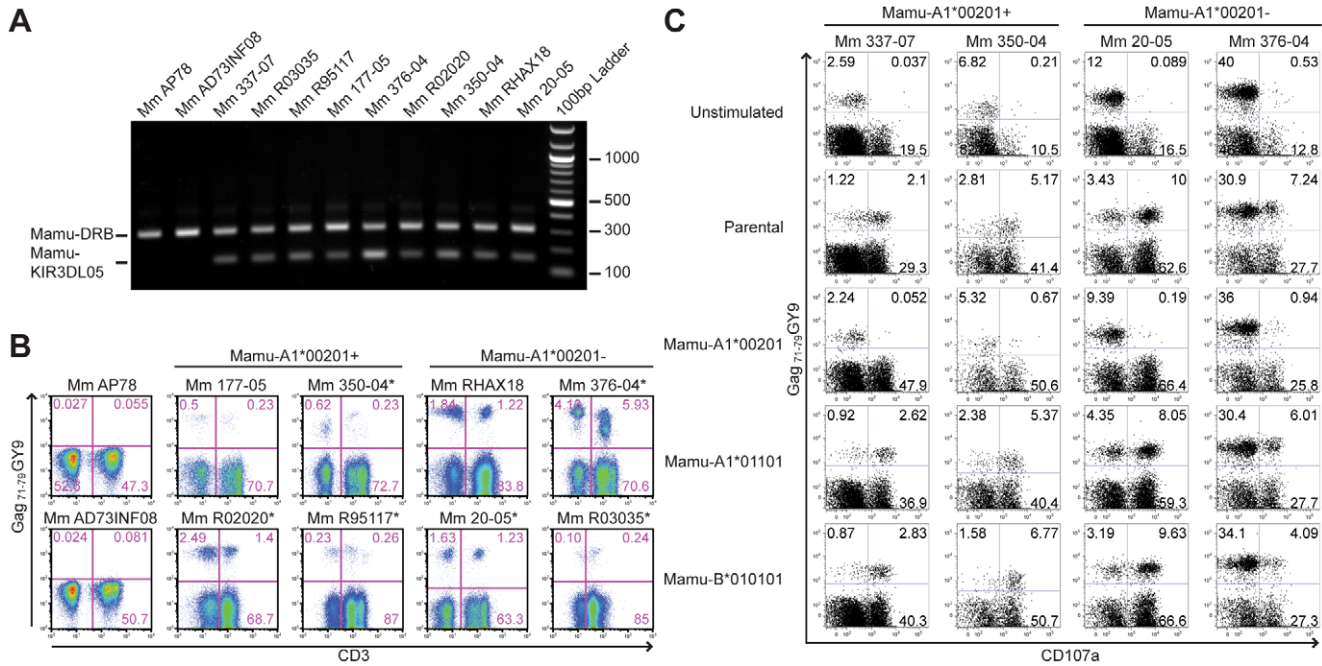 A
Mm AP78
Mm AD73INF08
Mm 337-07
Mm R03035
Mm R95117
Mm 177-05
Mm 376-04
Mm R02020
Mm 350-04
Mm RHAX18
Mm 20-05
100bp Ladder
1000
500
300
100
Mamu-DRB
Mamu-
KIR3DL05
B
Mamu-A1*00201+ Mamu-A1*00201-
Mm AP78 Mm 177-05 Mm 350-04* Mm RHAX18 Mm 376-04*
0.027 0.055 0.5 0.23 0.62 0.23 1.84 1.22 4.13 5.93
47.3 70.7 72.7 83.8 70.6
Mm AD73INF08 Mm R02020* Mm R95117* Mm 20-05* Mm R03035*
0.024 0.081 2.49 1.4 0.23 0.26 1.63 1.23 0.10 0.24
50.7 68.7 87 63.3 85
Gag 71-79GY9
CD3
C
Mamu-A1*00201+ Mamu-A1*00201-
Mm 337-07 Mm 350-04 Mm 20-05 Mm 376-04
Unstimulated
2.59 0.037 6.82 0.21 12 0.089 40 0.53
19.5 10.5 16.5 12.8
Parental
1.22 2.1 2.81 5.17 3.43 10 30.9 7.24
29.3 41.4 62.6 27.7
Mamu-A1*00201
2.24 0.052 5.32 0.67 9.39 0.19 36 0.94
47.9 50.6 66.4 25.8
Mamu-A1*01101
0.92 2.62 2.38 5.37 4.35 8.05 30.4 6.01
36.9 40.4 59.3 27.7
Mamu-B*010101
0.87 2.83 1.58 6.77 3.19 9.63 34.1 4.09
40.3 50.7 66.6 27.3
Gag 71-79GY9
CD107a